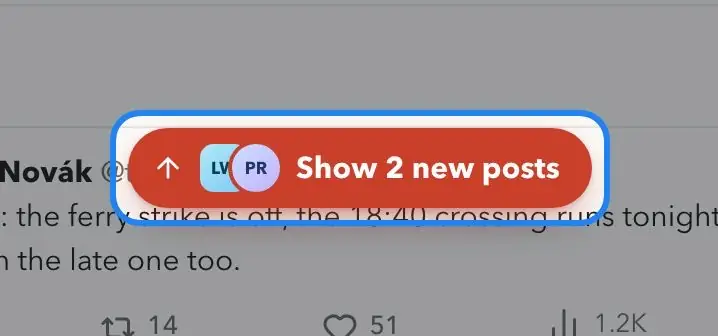 Novák @
LW PR Show 2 new posts
: the ferry strike is off, the 18:40 crossing runs tonight
the late one too.
14 51 1.2K